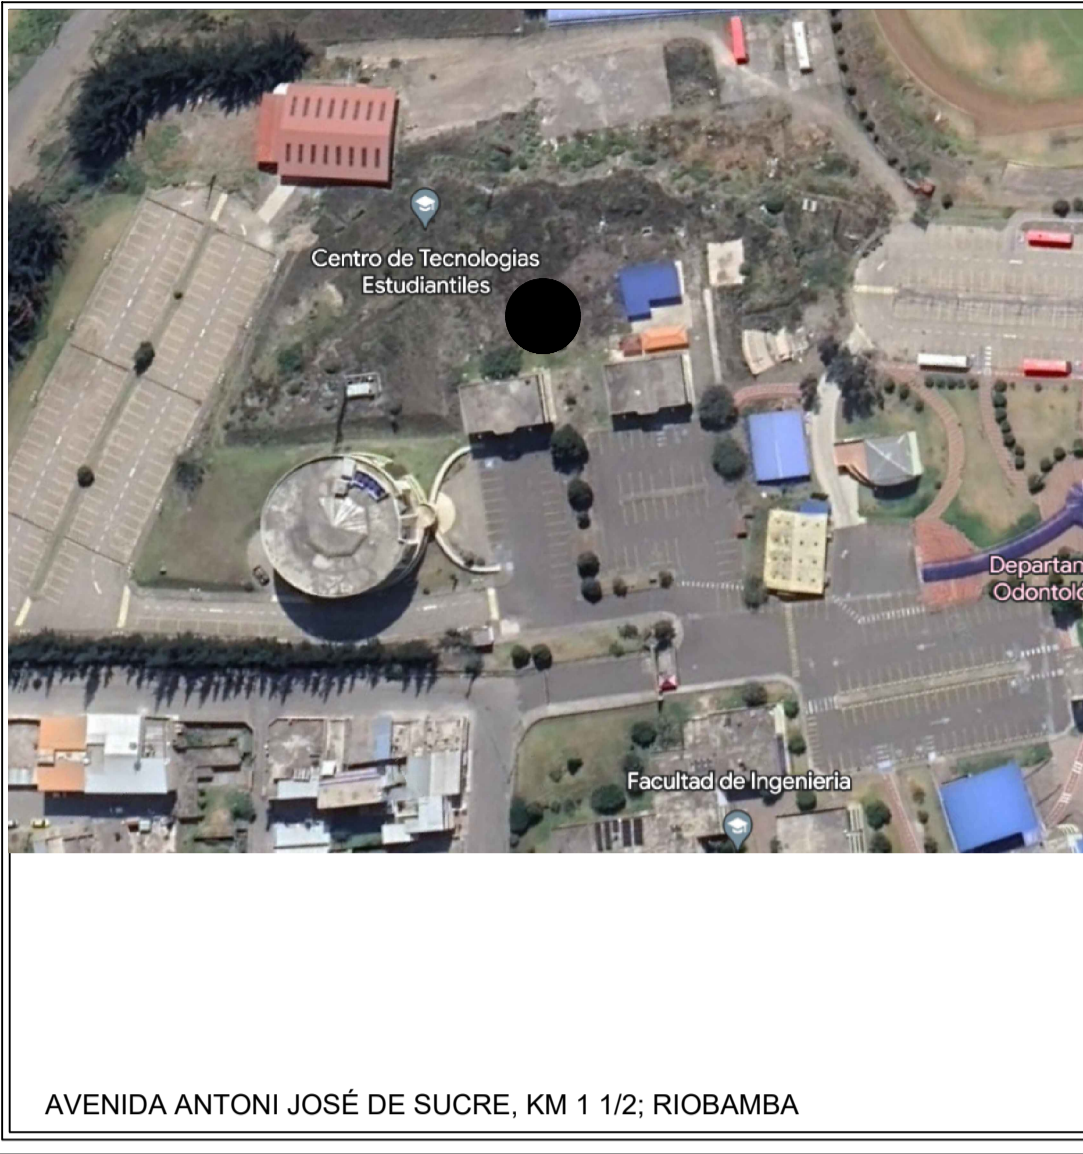 Centro de Tecnologias
Estudiantiles
Departan
Odontolo
Facultad de Ingenieria
AVENIDA ANTONI JOSÉ DE SUCRE, KM 1 1/2; RIOBAMBA